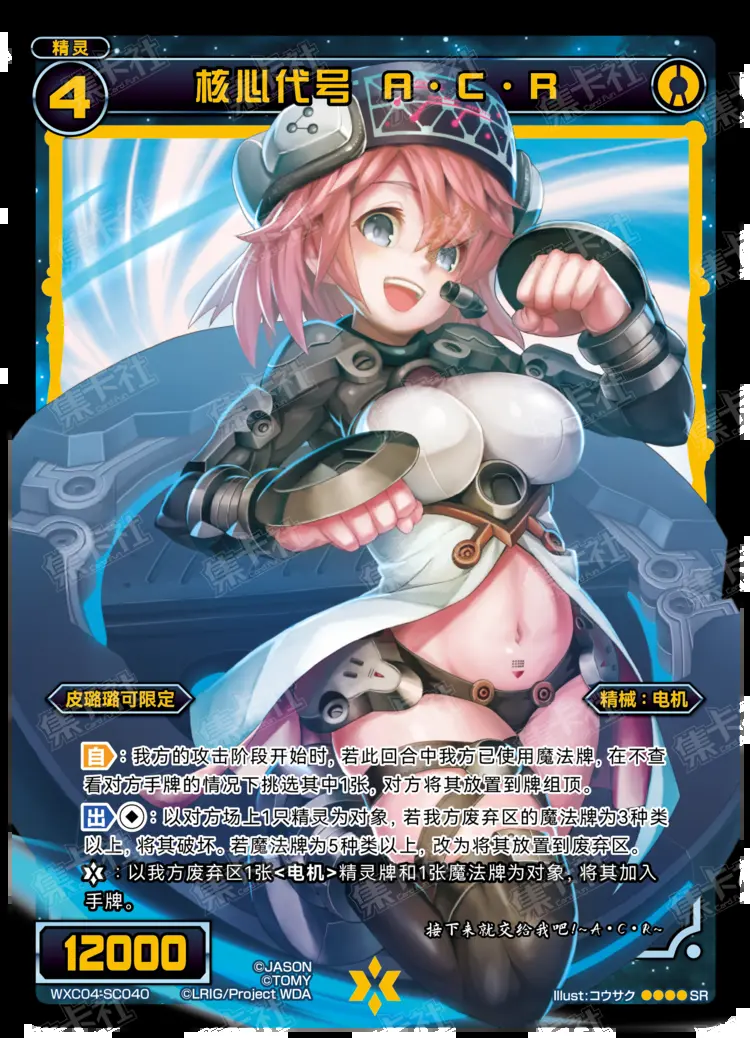 精灵
4
核心代号 A・C・R
皮璐璐可限定
精械：电机
自：我方的攻击阶段开始时，若此回合中我方已使用魔法牌，在不查
看对方手牌的情况下挑选其中1张，对方将其放置到牌组顶。
出：以对方场上1只精灵为对象，若我方废弃区的魔法牌为3种类
以上，将其破坏。若魔法牌为5种类以上，改为将其放置到废弃区。
：以我方废弃区1张<电机>精灵牌和1张魔法牌为对象，将其加入
手牌。
接下来就交给我吧！~A・C・R~
12000
©JASON
©TOMY
WXC04-SC040 ©LRIG/Project WDA
Illust:コウサク ●●●●SR
集卡社